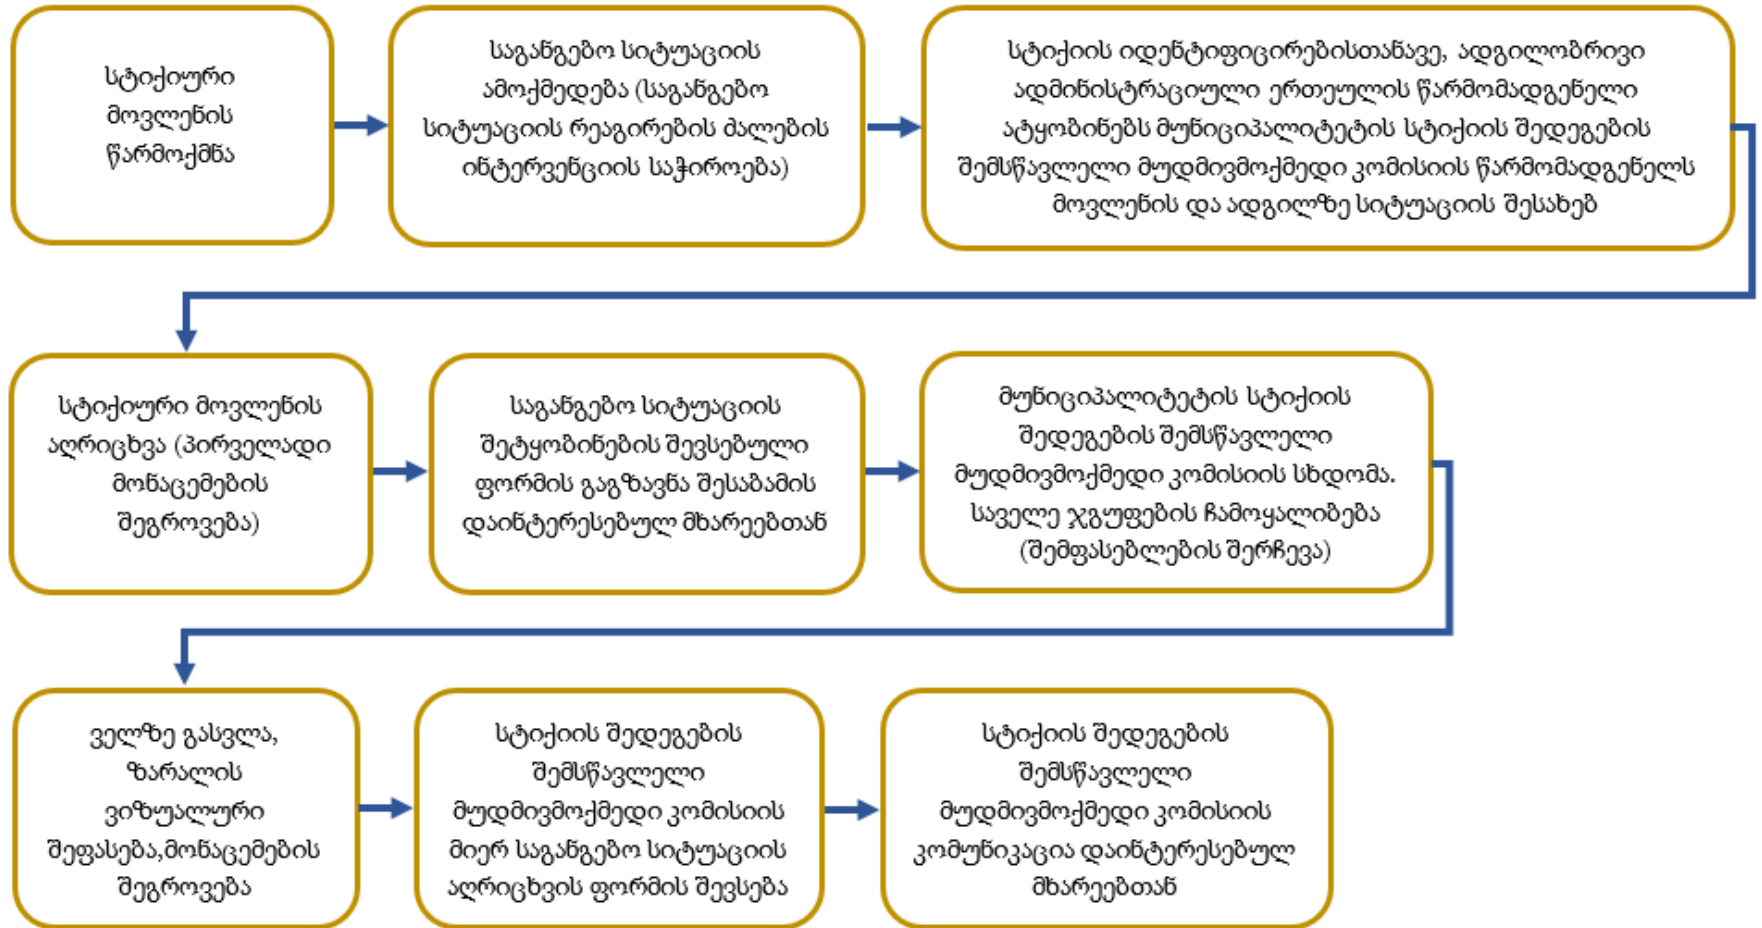 სტიქიური
მოვლენის
წარმოქმნა
საგანგებო სიტუაციის
ამოქმედება (საგანგებო
სიტუაციის რეაგირების ძალების
ინტერვენციის საჭიროება)
სტიქიის იდენტიფიცირებისთანავე, ადგილობრივი
ადმინისტრაციული ერთეულის წარმომადგენელი
ატყობინებს მუნიციპალიტეტის სტიქიის შედეგების
შემსწავლელი მუდმივმოქმედი კომისიის წარმომადგენელს
მოვლენის და ადგილზე სიტუაციის შესახებ
სტიქიური მოვლენის
აღრიცხვა (პირველადი
მონაცემების
შეგროვება)
საგანგებო სიტუაციის
შეტყობინების შევსებული
ფორმის გაგზავნა შესაბამის
დაინტერესებულ მხარეებთან
მუნიციპალიტეტის სტიქიის
შედეგების შემსწავლელი
მუდმივმოქმედი კომისიის სხდომა.
საველე ჯგუფების ჩამოყალიბება
(შემფასებლების შერჩევა)
ველზე გასვლა,
ზარალის
ვიზუალური
შეფასება,მონაცემების
შეგროვება
სტიქიის შედეგების
შემსწავლელი
მუდმივმოქმედი კომისიის
მიერ საგანგებო სიტუაციის
აღრიცხვის ფორმის შევსება
სტიქიის შედეგების
შემსწავლელი
მუდმივმოქმედი კომისიის
კომუნიკაცია დაინტერესებულ
მხარეებთან